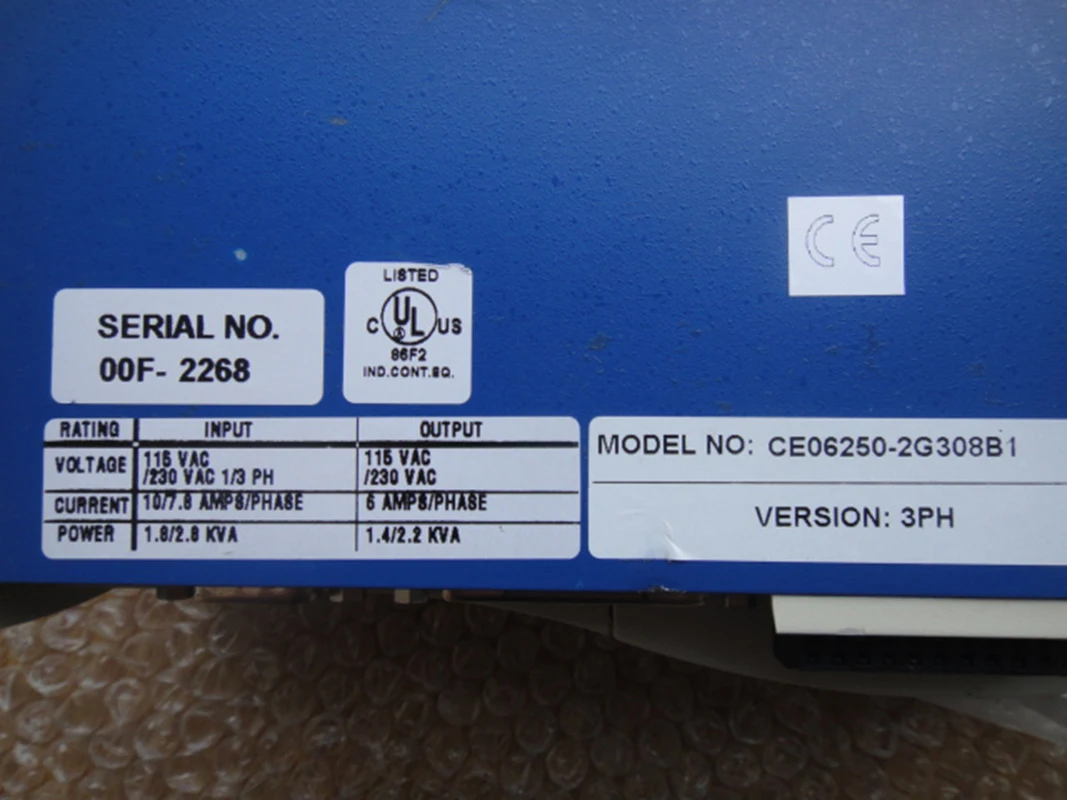 CE
LISTED
C UL US
86F2
IND.CONT.EQ.
SERIAL NO.
00F- 2268
RATING INPUT OUTPUT
VOLTAGE 115 VAC /230 VAC 1/3 PH 115 VAC /230 VAC
CURRENT 10/7.8 AMPS/PHASE 6 AMPS/PHASE
POWER 1.8/2.8 KVA 1.4/2.2 KVA
MODEL NO: CE06250-2G308B1
VERSION: 3PH